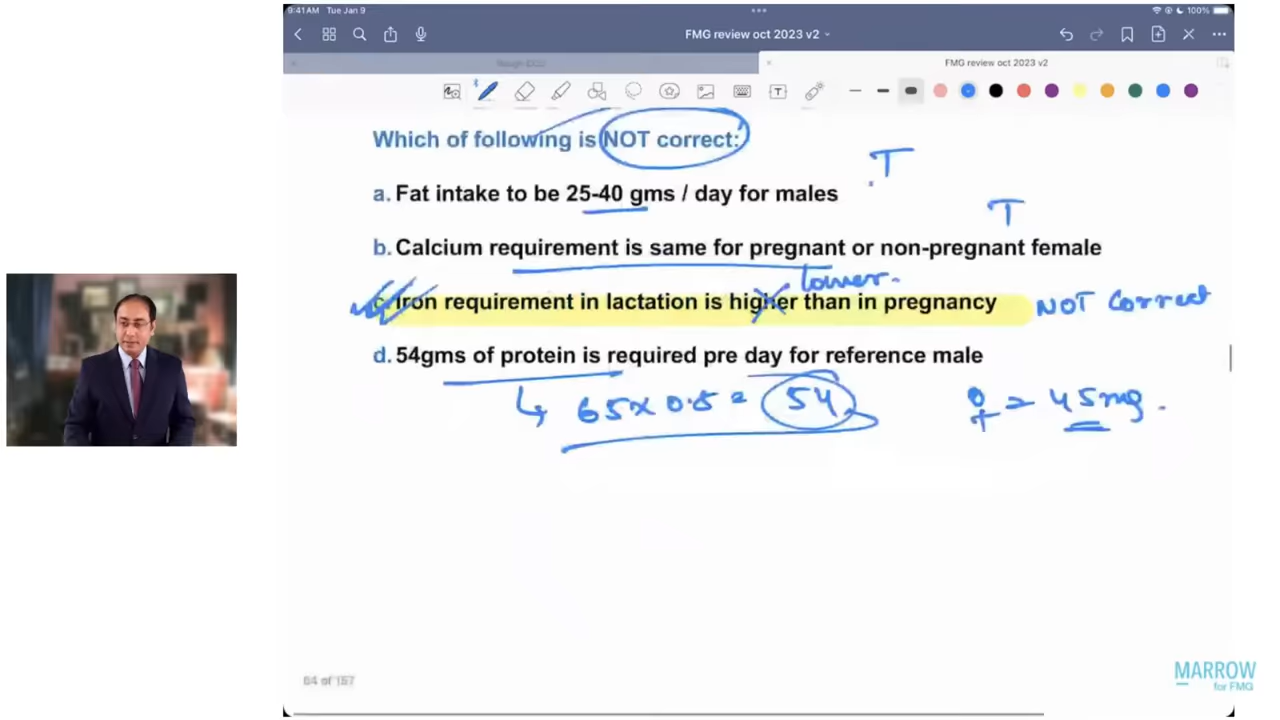 9:41 AM Tue Jan 9
100%
FMG review oct 2023 v2
FMG review oct 2023 v2
Which of following is NOT correct:
T
a. Fat intake to be 25-40 gms / day for males
T
b. Calcium requirement is same for pregnant or non-pregnant female
lower.
c. Iron requirement in lactation is higher than in pregnancy NOT correct
d. 54gms of protein is required pre day for reference male
65 x 0.8 = 54
♀ = 45mg.
64 of 157
MARROW
for FMG